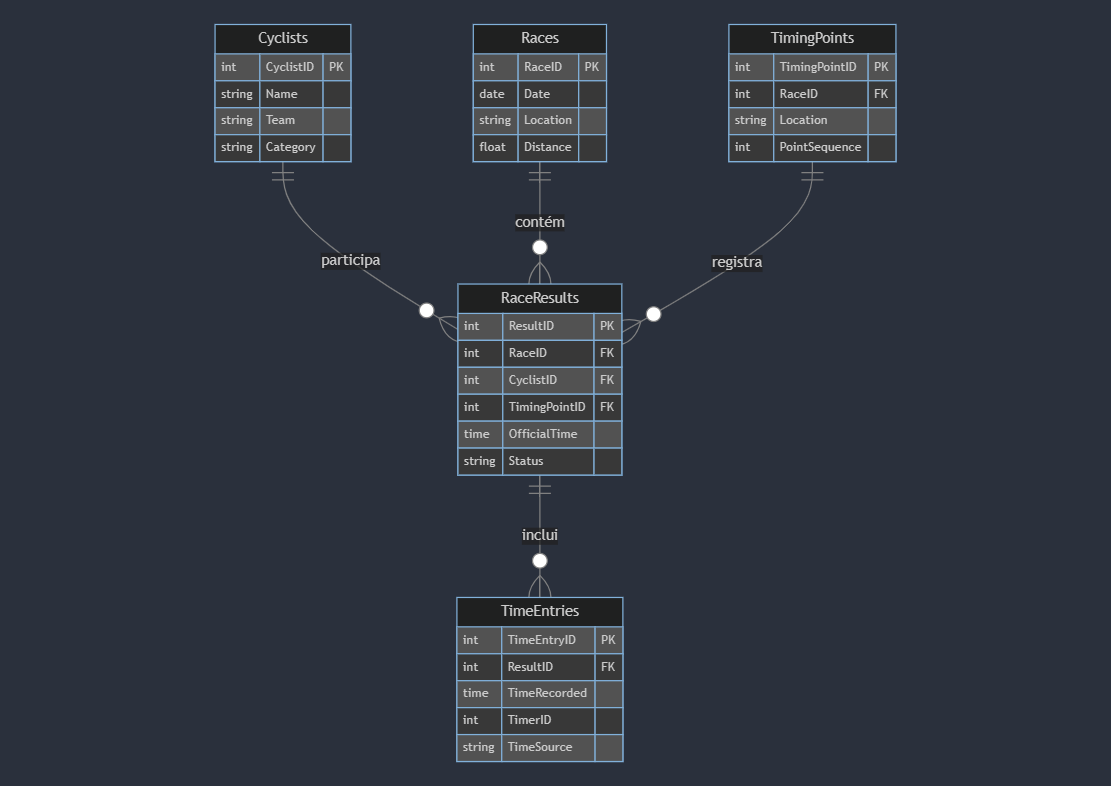 Cyclists
int CyclistID PK
string Name
string Team
string Category
Races
int RaceID PK
date Date
string Location
float Distance
TimingPoints
int TimingPointID PK
int RaceID FK
string Location
int PointSequence
participa
contém
registra
RaceResults
int ResultID PK
int RaceID FK
int CyclistID FK
int TimingPointID FK
time OfficialTime
string Status
inclui
TimeEntries
int TimeEntryID PK
int ResultID FK
time TimeRecorded
int TimerID
string TimeSource